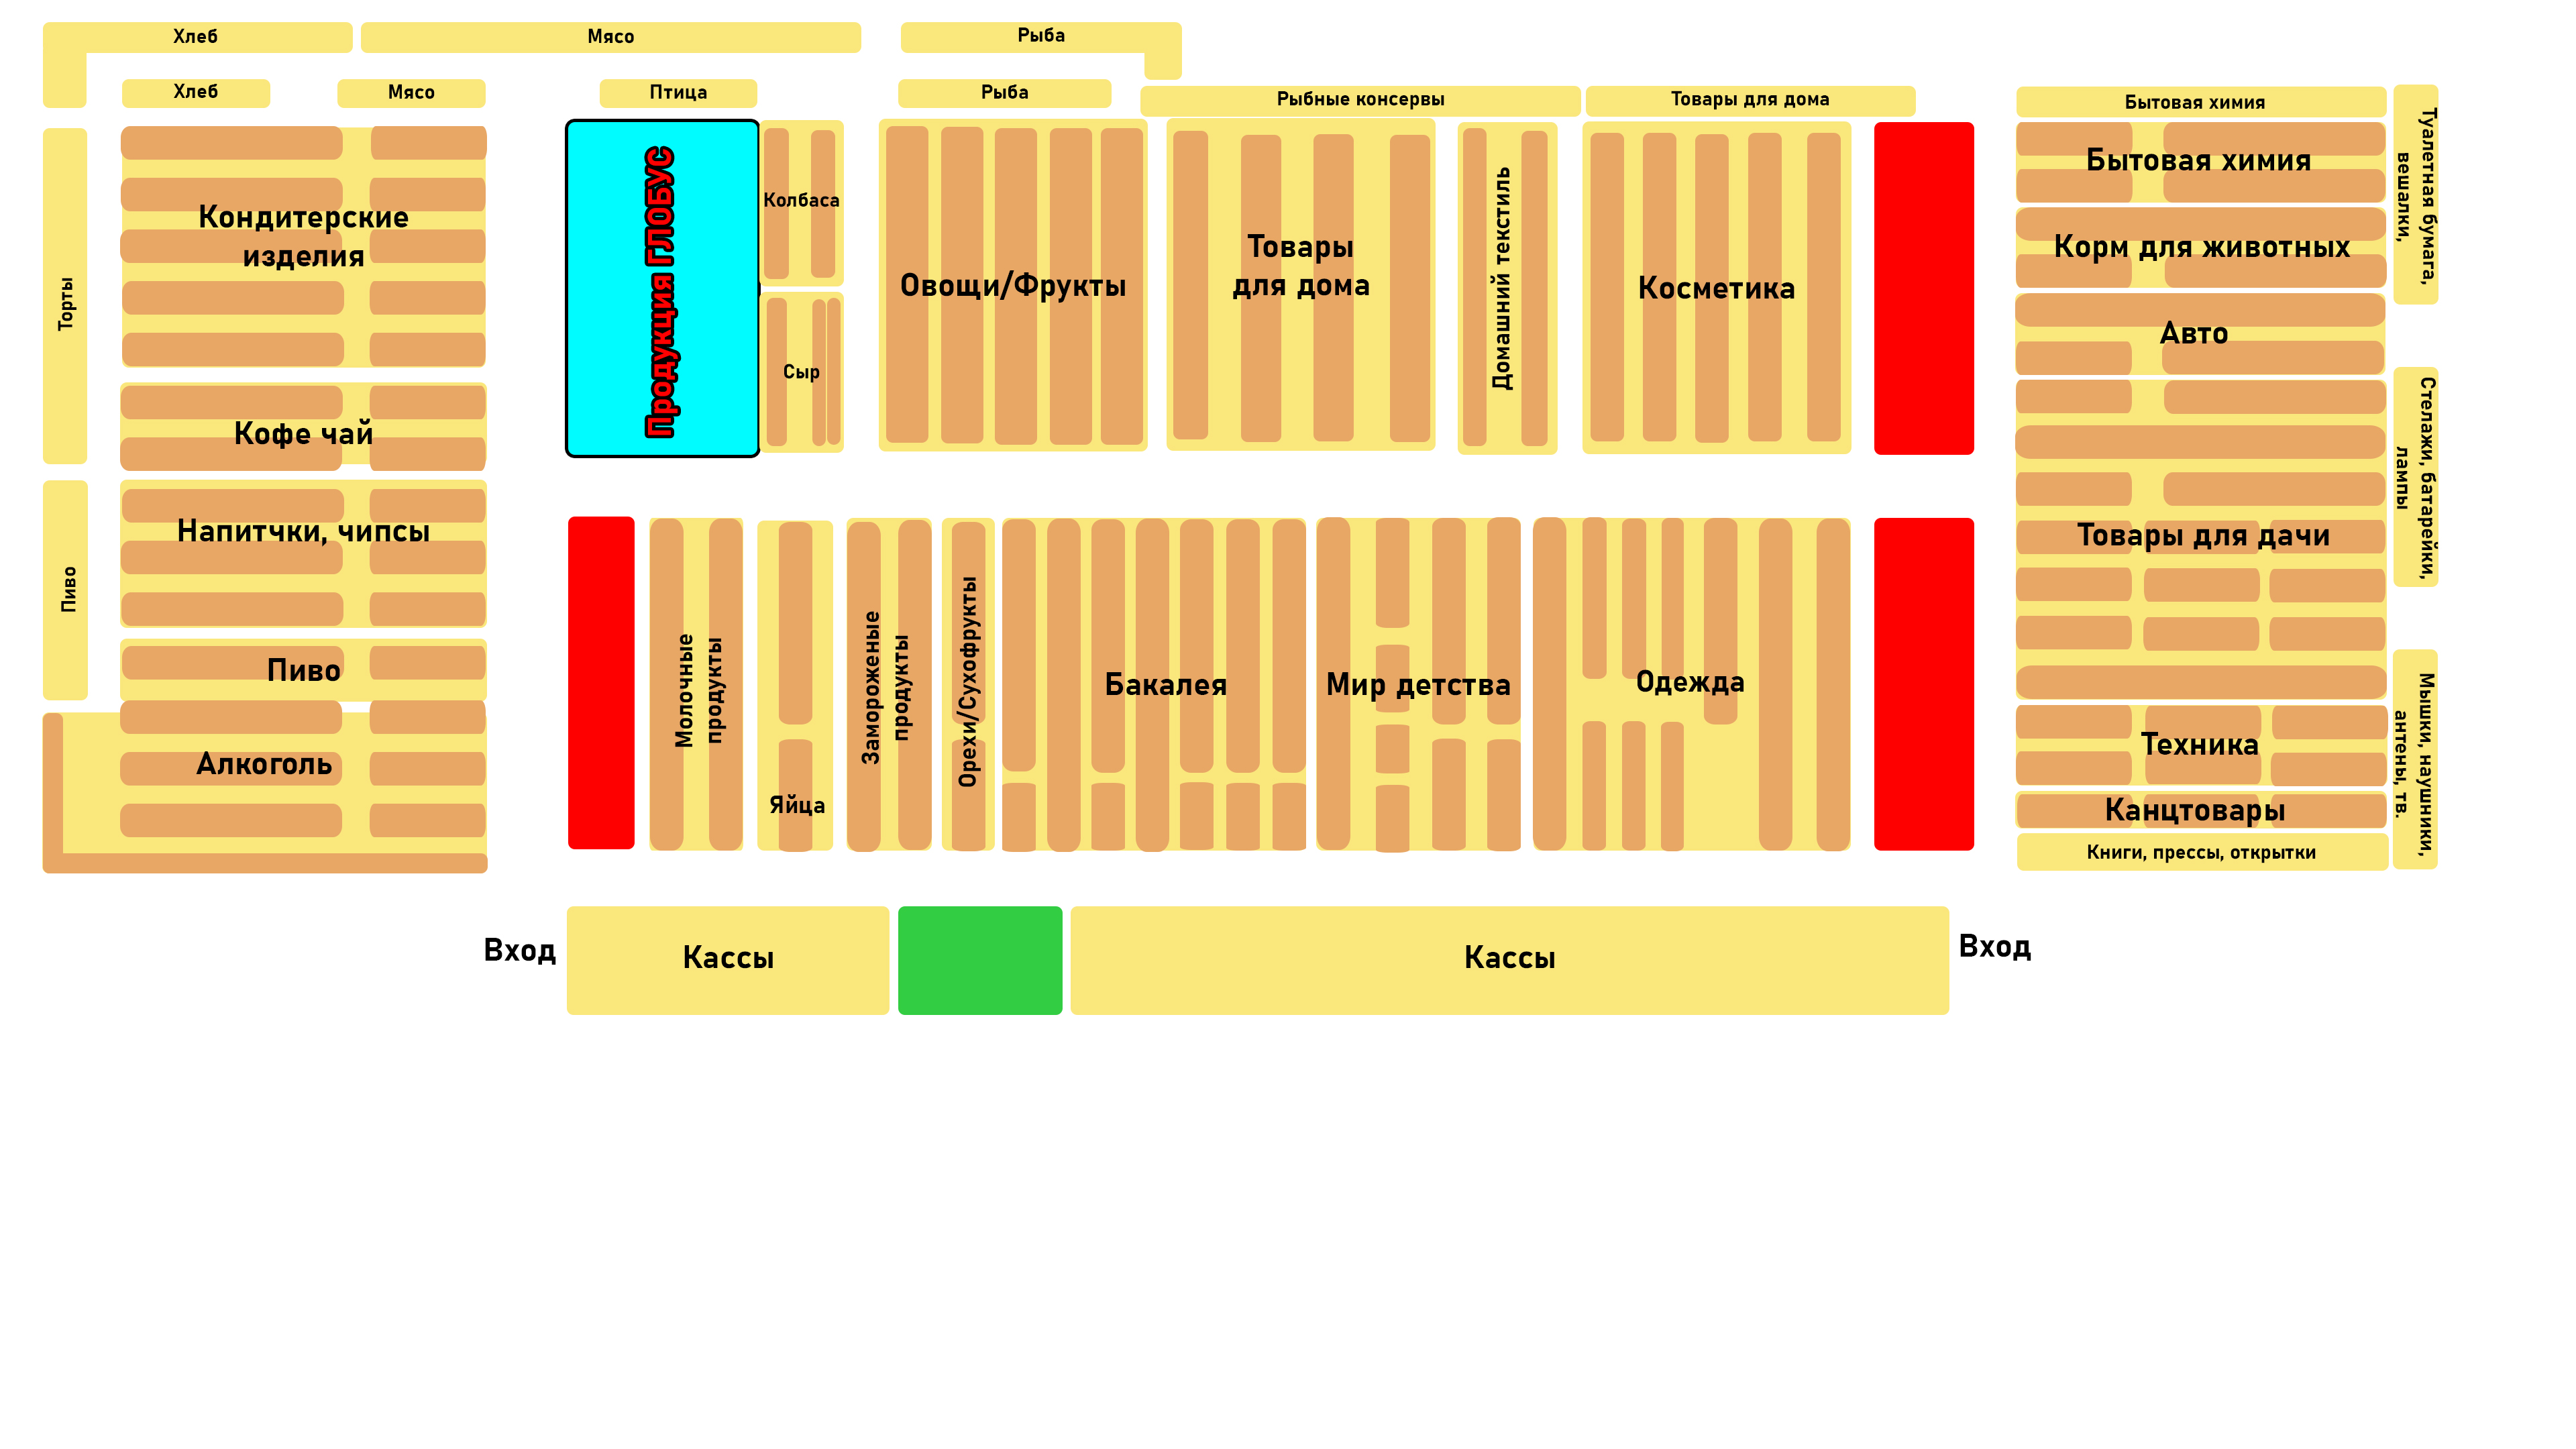 Хлеб
Мясо
Рыба
Хлеб
Мясо
Птица
Рыба
Рыбные консервы
Товары для дома
Бытовая химия
Туалетная бумага,
вешалки,
Торты
Кондитерские
изделия
Продукция ГЛОБУС
Колбаса
Сыр
Овощи/Фрукты
Товары
для дома
Домашний текстиль
Косметика
Бытовая химия
Корм для животных
Авто
Стелажи, батарейки,
лампы
Кофе чай
Напитчки, чипсы
Пиво
Пиво
Алкоголь
Молочные
продукты
Яйца
Замороженые
продукты
Орехи/Сухофрукты
Бакалея
Мир детства
Одежда
Товары для дачи
Техника
Канцтовары
Книги, прессы, открытки
Мышки, наушники,
антены, тв.
Вход
Кассы
Кассы
Вход